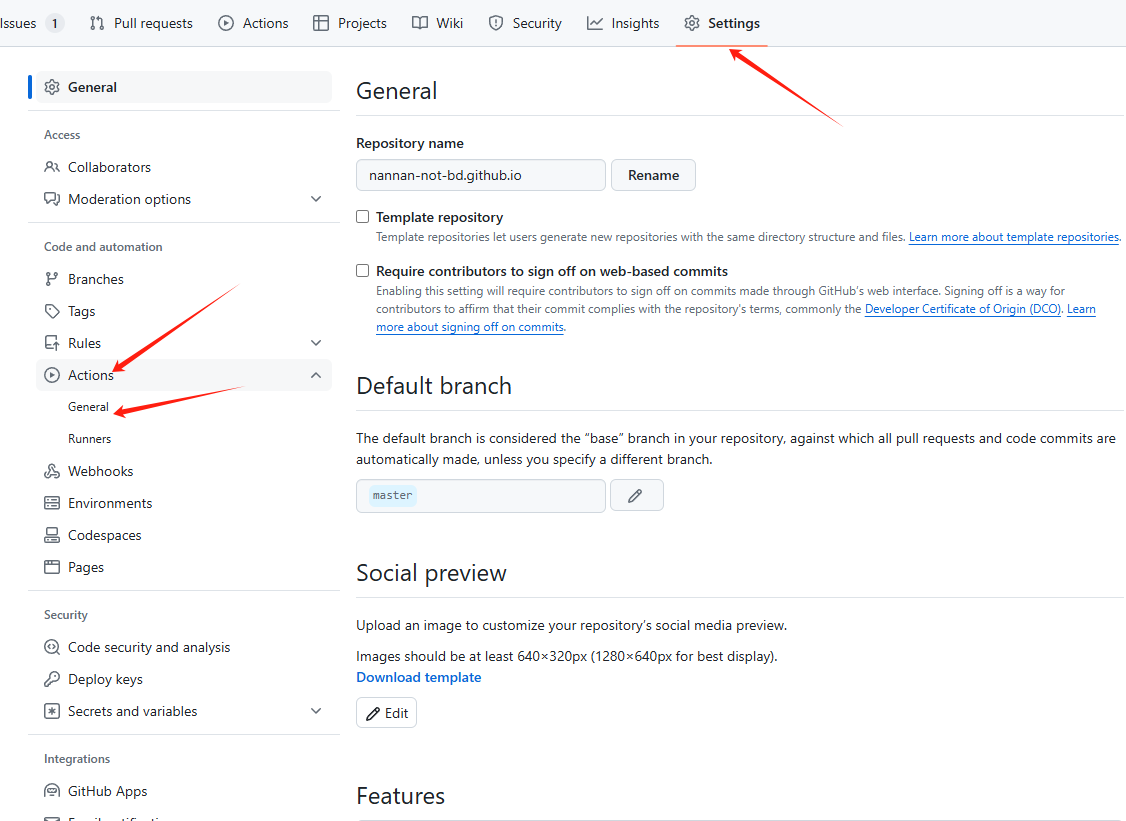 Issues 1 Pull requests Actions Projects Wiki Security Insights Settings
General
Access
Collaborators
Moderation options
Code and automation
Branches
Tags
Rules
Actions
General
Runners
Webhooks
Environments
Codespaces
Pages
Security
Code security and analysis
Deploy keys
Secrets and variables
Integrations
GitHub Apps
General
Repository name
nannan-not-bd.github.io Rename
Template repository
Template repositories let users generate new repositories with the same directory structure and files. Learn more about template repositories.
Require contributors to sign off on web-based commits
Enabling this setting will require contributors to sign off on commits made through GitHub's web interface. Signing off is a way for
contributors to affirm that their commit complies with the repository's terms, commonly the Developer Certificate of Origin (DCO). Learn
more about signing off on commits.
Default branch
The default branch is considered the “base” branch in your repository, against which all pull requests and code commits are
automatically made, unless you specify a different branch.
master
Social preview
Upload an image to customize your repository's social media preview.
Images should be at least 640×320px (1280×640px for best display).
Download template
Edit
Features